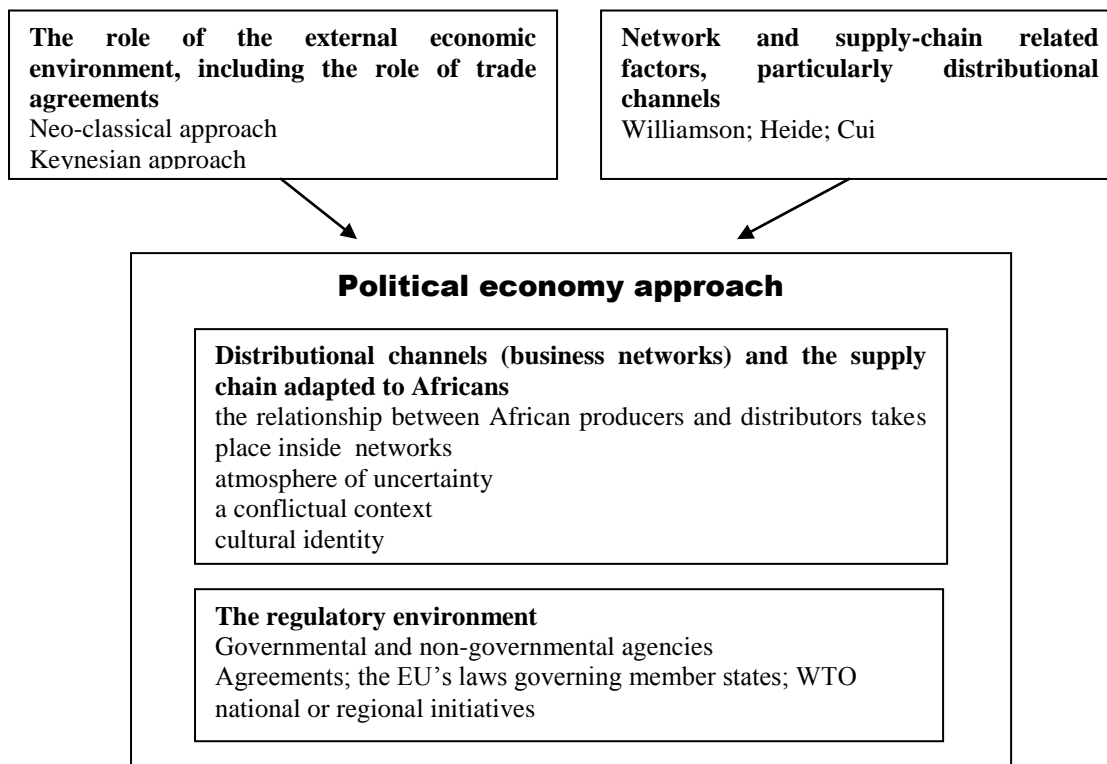 The role of the external economic
environment, including the role of trade
agreements
Neo-classical approach
Keynesian approach
Network and supply-chain related
factors, particularly distributional
channels
Williamson; Heide; Cui
Political economy approach
Distributional channels (business networks) and the supply
chain adapted to Africans
the relationship between African producers and distributors takes
place inside networks
atmosphere of uncertainty
a conflictual context
cultural identity
The regulatory environment
Governmental and non-governmental agencies
Agreements; the EU’s laws governing member states; WTO
national or regional initiatives